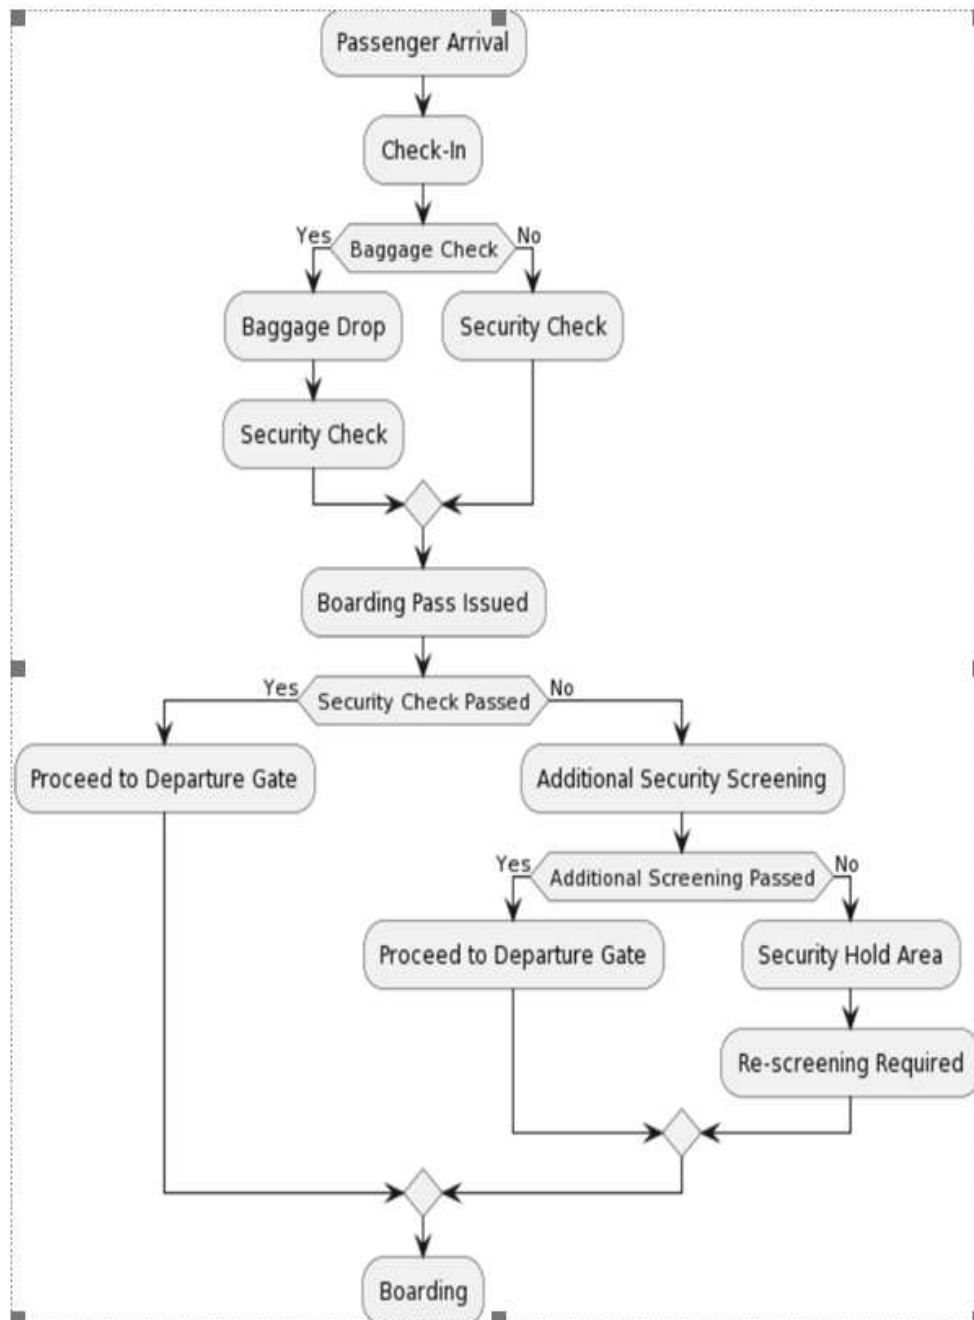 Passenger Arrival
Check-In
Yes
Baggage Check
No
Baggage Drop
Security Check
Security Check
Boarding Pass Issued
Yes
Security Check Passed
No
Proceed to Departure Gate
Additional Security Screening
Yes
Additional Screening Passed
No
Proceed to Departure Gate
Security Hold Area
Re-screening Required
Boarding